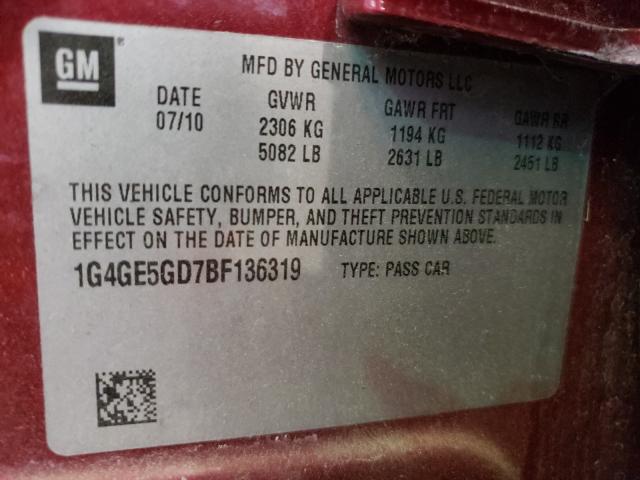 GM ®
MFD BY GENERAL MOTORS LLC
DATE GVWR GAWR FRT GAWR RR
07/10 2306 KG 1194 KG 1112 KG
5082 LB 2631 LB 2451 LB
THIS VEHICLE CONFORMS TO ALL APPLICABLE U.S. FEDERAL MOTOR
VEHICLE SAFETY, BUMPER, AND THEFT PREVENTION STANDARDS IN
EFFECT ON THE DATE OF MANUFACTURE SHOWN ABOVE.
1G4GE5GD7BF136319 TYPE: PASS CAR